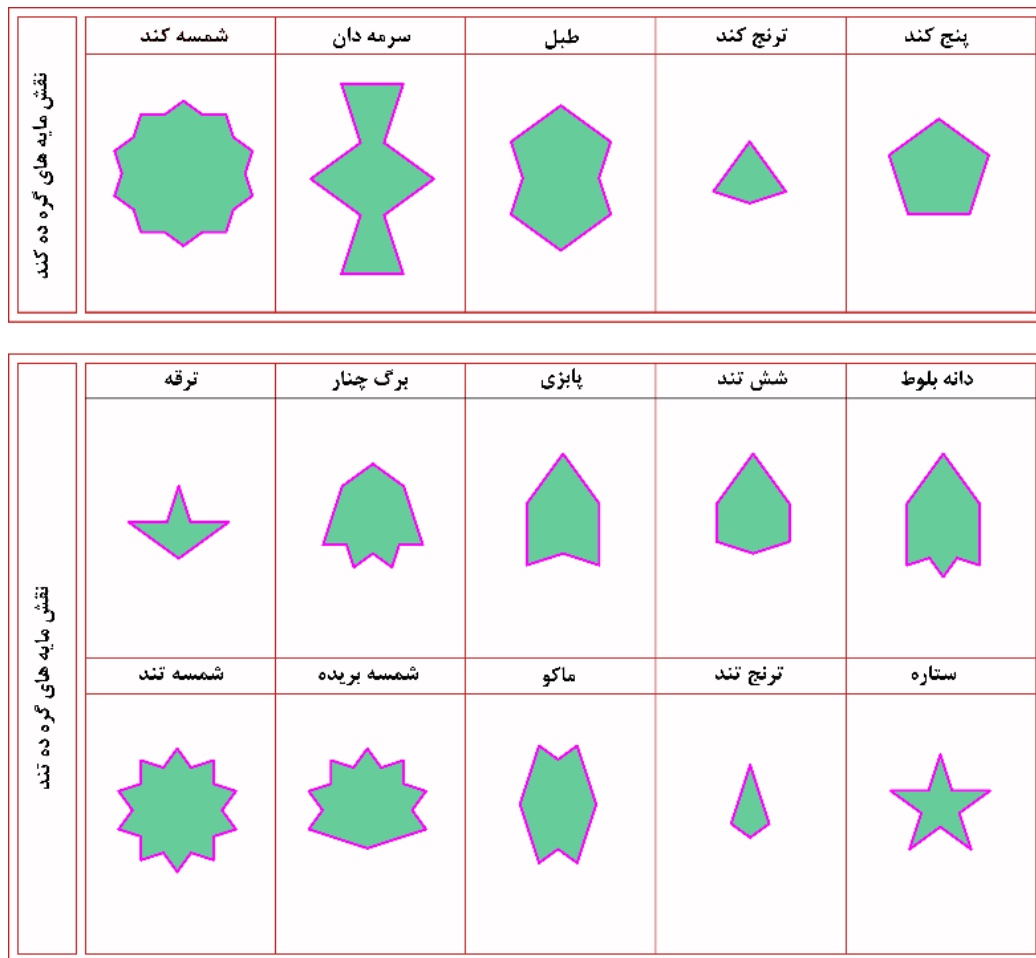 نقش مایه های گره ده کند
پنج کند
ترنج کند
طبل
سرمه دان
شمسه کند
نقش مایه های گره ده تند
دانه بلوط
شش تند
پابزی
برگ چنار
ترقه
ستاره
ترنج تند
ماکو
شمسه بریده
شمسه تند